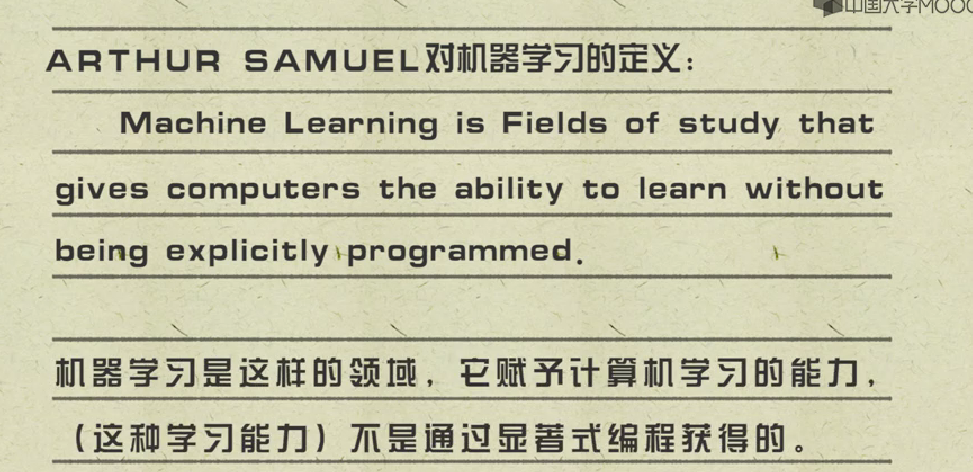 中国大学MOOC
ARTHUR SAMUEL对机器学习的定义：
Machine Learning is Fields of study that
gives computers the ability to learn without
being explicitly programmed.
机器学习是这样的领域，它赋予计算机学习的能力，
（这种学习能力）不是通过显著式编程获得的。